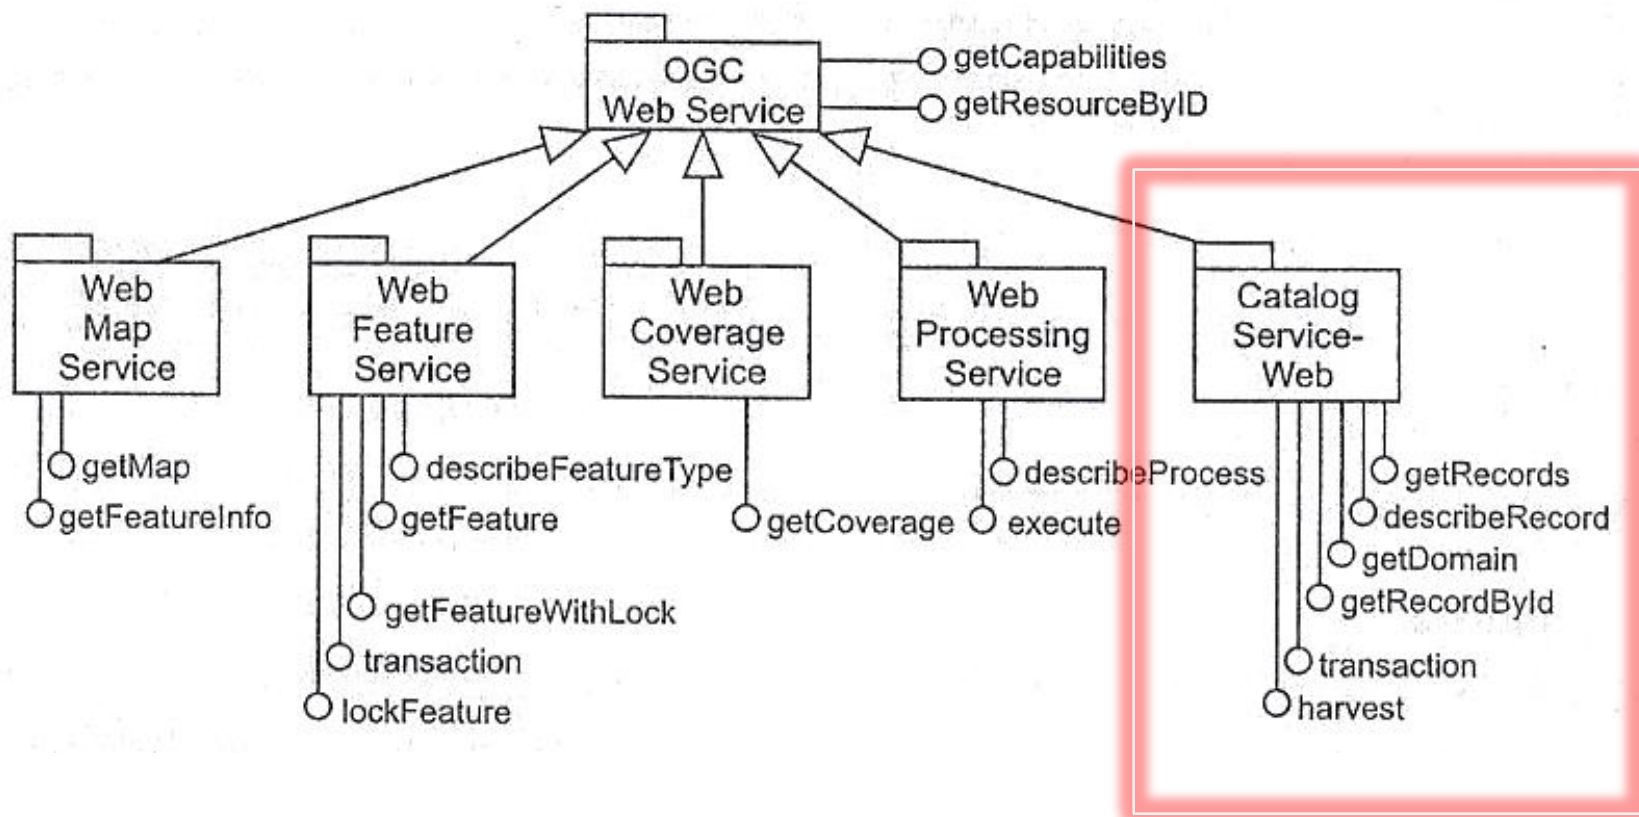 OGC
Web Service
getCapabilities
getResourceByID
Web
Map
Service
getMap
getFeatureInfo
Web
Feature
Service
describeFeatureType
getFeature
getFeatureWithLock
transaction
lockFeature
Web
Coverage
Service
getCoverage
Web
Processing
Service
describeProcess
execute
Catalog
Service-
Web
getRecords
describeRecord
getDomain
getRecordById
transaction
harvest